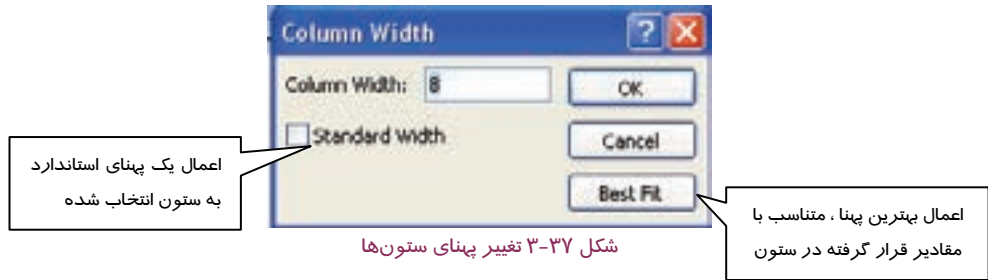 Column Width
Column Width: 8
OK
Standard Width
Cancel
Best Fit
اعمال یک پهنای استاندارد
به ستون انتخاب شده
اعمال بهترین پهنا، متناسب با
مقادیر قرار گرفته در ستون
شکل ۳۷-۳ تغییر پهنای ستون‌ها